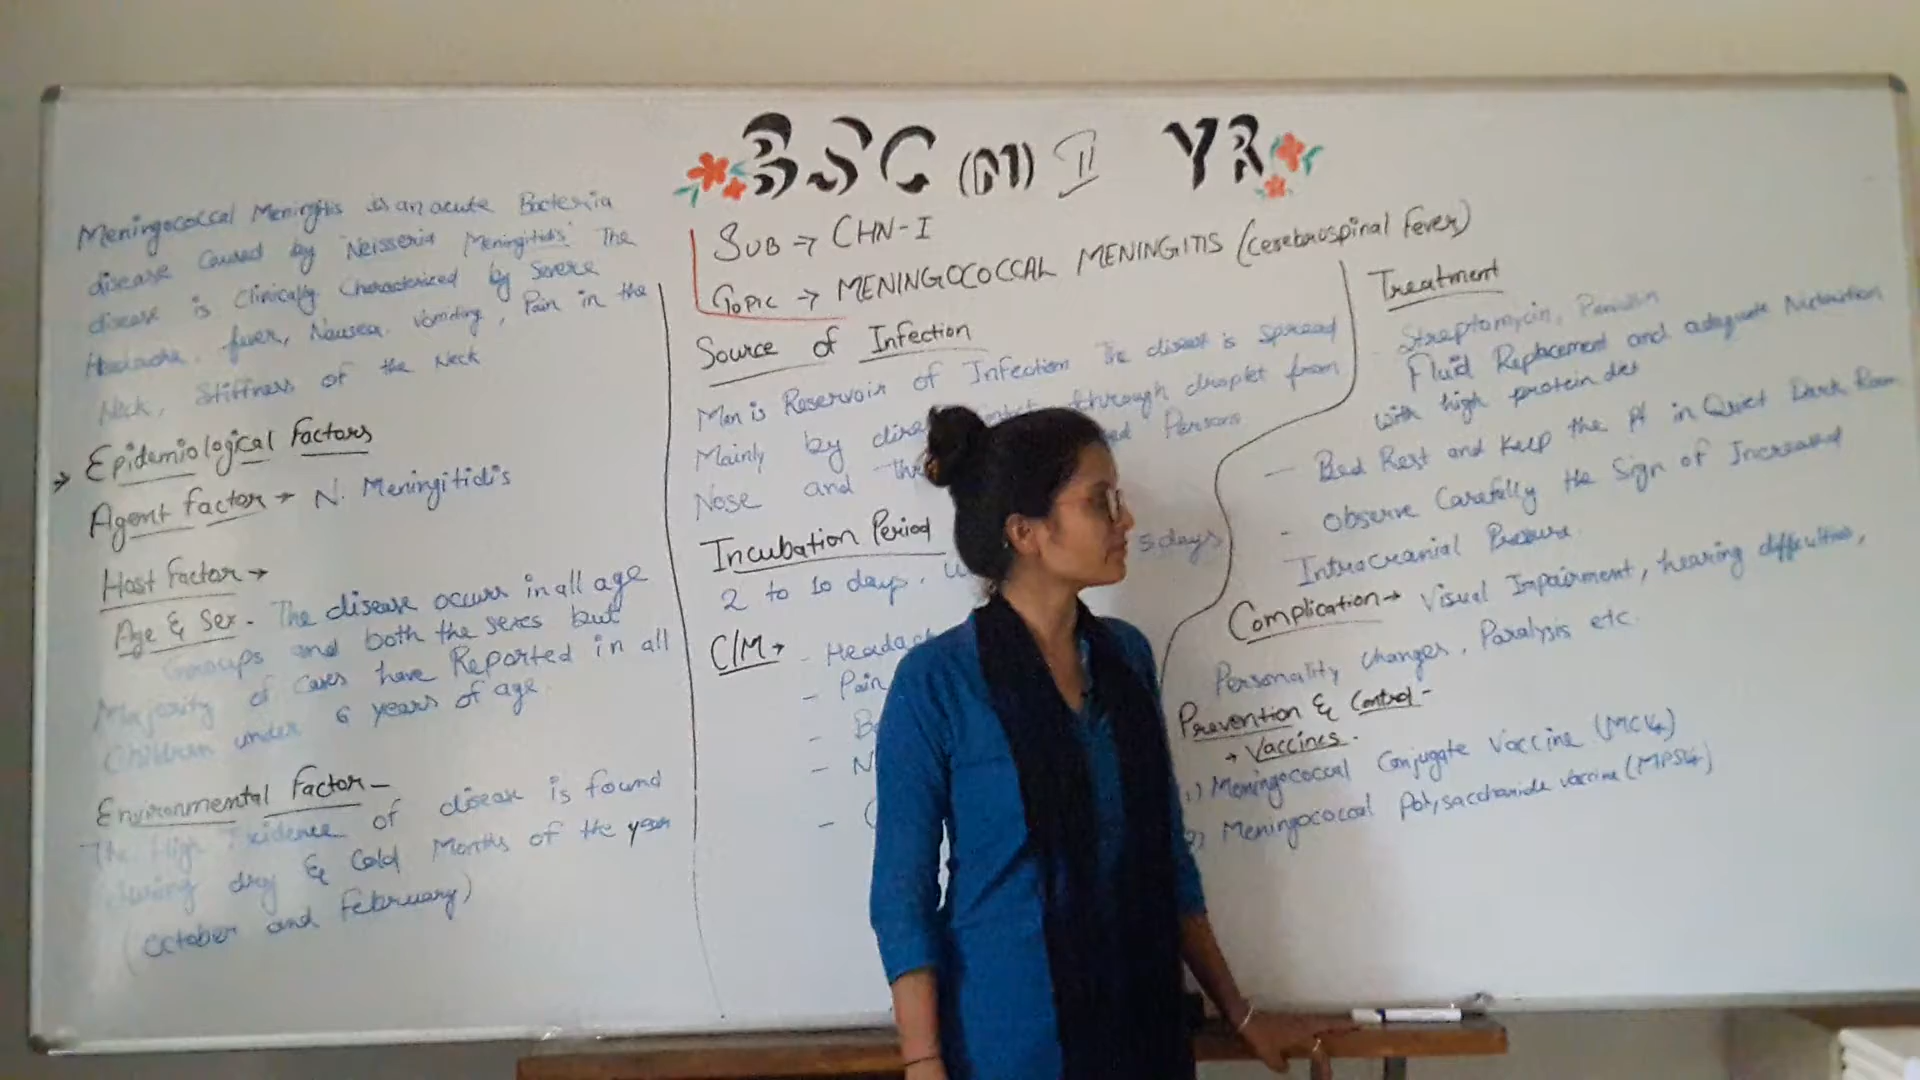 BSC (N) II YR
SUB → CHN-I
TOPIC → MENINGOCOCCAL MENINGITIS (Cerebrospinal Fever)
Meningococcal Meningitis is an acute Bacteria
disease caused by Neisseria Meningitidis The
disease is clinically characterized by Severe
Headache, fever, Nausea, vomiting, Pain in the
Neck, Stiffness of the Neck
→ Epidemiological Factors
Agent factor → N. Meningitidis
Host factor →
Age & Sex - The disease occurs in all age
Groups and both the sexes but
Majority of Cases have Reported in all
Children under 6 years of age.
Environmental Factor -
The High Incidence of disease is found
during dry & Cold Months of the year
(October and February)
Source of Infection
Man is Reservoir of Infection The disease is spread
Mainly by through droplet from
Nose and Persons
Incubation Period
2 to 10 days, 5 days
C/M →
- Pain
-
- N
-
Treatment
Streptomycin,
Fluid Replacement and adequate Nutrition
with high protein diet
- Bed Rest and Keep the Pt in Quiet Dark Room
- Observe Carefully the Sign of Increased
Intracranial Pressure.
Complication → Visual Impairment, hearing difficulties,
Personality changes, Paralysis etc.
Prevention & Control -
→ Vaccines.
1) Meningococcal Conjugate Vaccine (MCV4)
2) Meningococcal Polysaccharide vaccine (MPSV4)